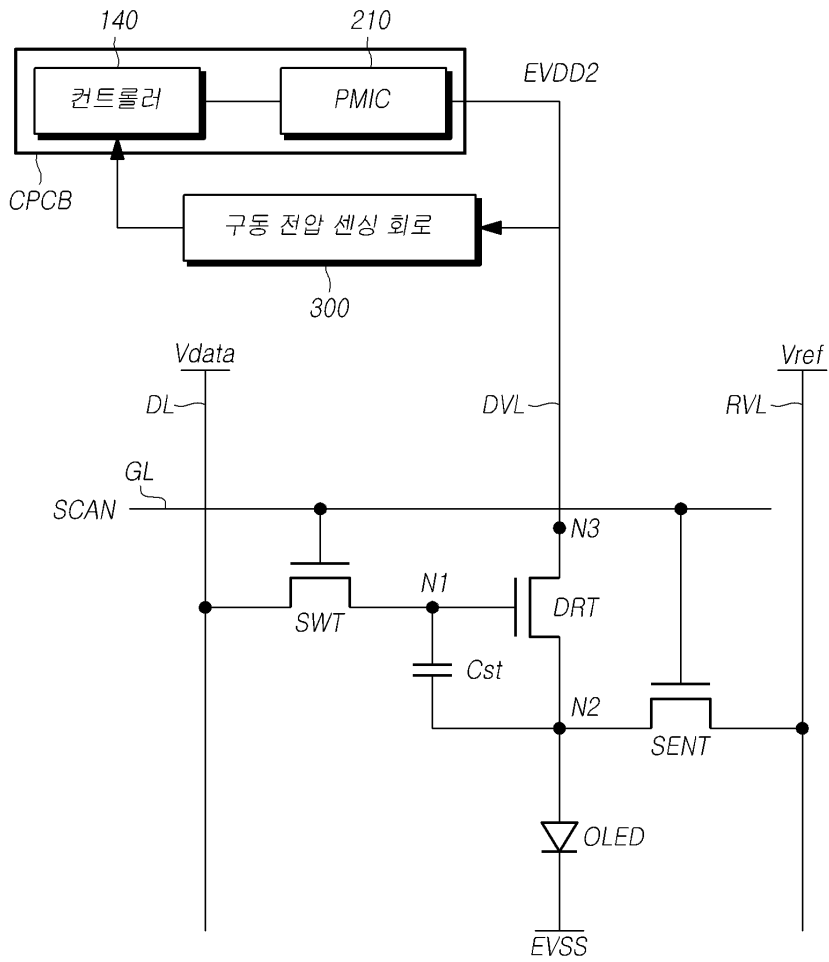 140
210
컨트롤러
PMIC
EVDD2
CPCB
구동 전압 센싱 회로
300
Vdata
Vref
DL
DVL
RVL
GL
SCAN
N3
N1
DRT
SWT
Cst
N2
SENT
OLED
EVSS